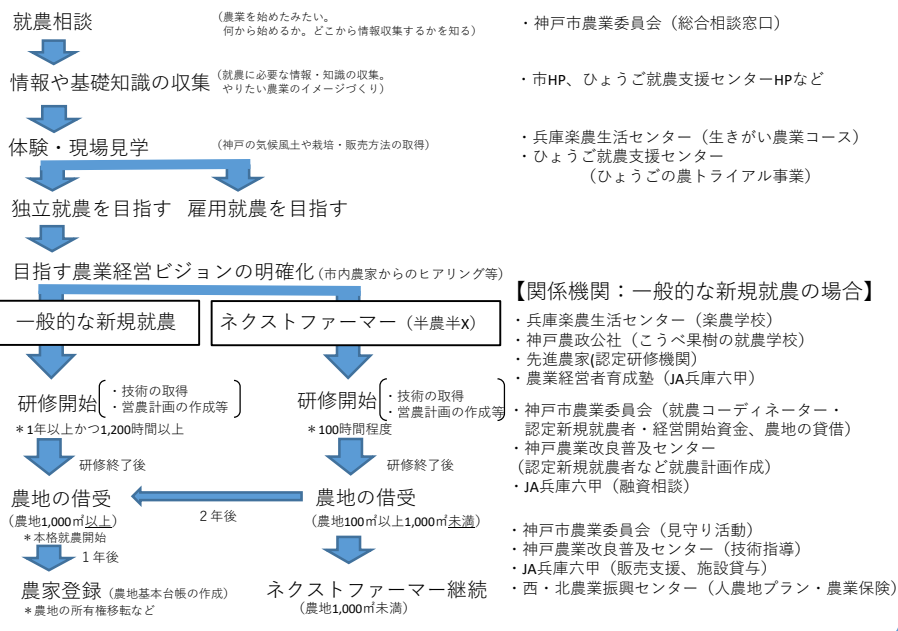 就農相談
（農業を始めたみたい。
何から始めるか。どこから情報収集するかを知る）
・神戸市農業委員会（総合相談窓口）
情報や基礎知識の収集
（就農に必要な情報・知識の収集。
やりたい農業のイメージづくり）
・市HP、ひょうご就農支援センターHPなど
体験・現場見学
（神戸の気候風土や栽培・販売方法の取得）
・兵庫楽農生活センター（生きがい農業コース）
・ひょうご就農支援センター
（ひょうごの農トライアル事業）
独立就農を目指す 雇用就農を目指す
目指す農業経営ビジョンの明確化（市内農家からのヒアリング等）
一般的な新規就農
ネクストファーマー（半農半X）
【関係機関：一般的な新規就農の場合】
・兵庫楽農生活センター（楽農学校）
・神戸農政公社（こうべ果樹の就農学校）
・先進農家(認定研修機関）
・農業経営者育成塾（JA兵庫六甲）
研修開始
・技術の取得
・営農計画の作成等
＊1年以上かつ1,200時間以上
研修開始
・技術の取得
・営農計画の作成等
＊100時間程度
・神戸市農業委員会（就農コーディネーター・
認定新規就農者・経営開始資金、農地の貸借）
・神戸農業改良普及センター
（認定新規就農者など就農計画作成）
・JA兵庫六甲（融資相談）
研修終了後
研修終了後
農地の借受
（農地1,000㎡以上）
＊本格就農開始
２年後
農地の借受
（農地100㎡以上1,000㎡未満）
１年後
農家登録（農地基本台帳の作成）
＊農地の所有権移転など
ネクストファーマー継続
（農地1,000㎡未満）
・神戸市農業委員会（見守り活動）
・神戸農業改良普及センター（技術指導）
・JA兵庫六甲（販売支援、施設貸与）
・西・北農業振興センター（人農地プラン・農業保険）